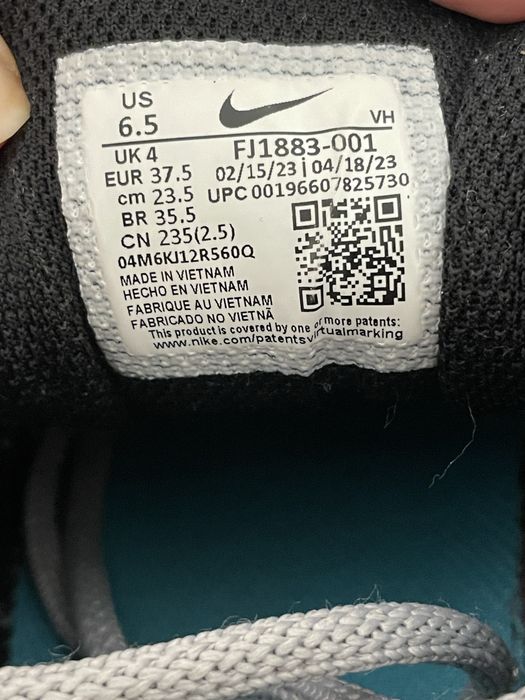 US
6.5
VH
UK 4
FJ1883-001
EUR 37.5
02/15/23 | 04/18/23
cm 23.5
UPC 00196607825730
BR 35.5
CN 235(2.5)
04M6KJ12R560Q
MADE IN VIETNAM
HECHO EN VIETNAM
FABRIQUE AU VIETNAM
FABRICADO NO VIETNÃ
This product is covered by one or more patents:
www.nike.com/patentsvirtualmarking